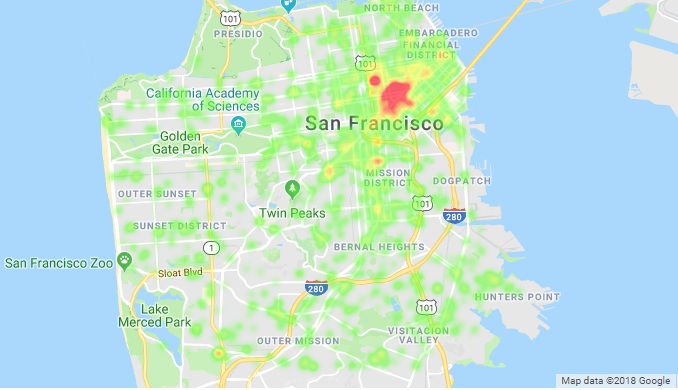 NORTH BEACH
101
PRESIDIO
EMBARCADERO
FINANCIAL
DISTRICT
101
California Academy
of Sciences
San Francisco
Golden
Gate Park
MISSION
DISTRICT
DOGPATCH
OUTER SUNSET
Twin Peaks
101
280
SUNSET DISTRICT
1
BERNAL HEIGHTS
San Francisco Zoo
Sloat Blvd
280
HUNTERS POINT
Lake
Merced Park
101
VISITACION
VALLEY
OUTER MISSION
Map data ©2018 Google